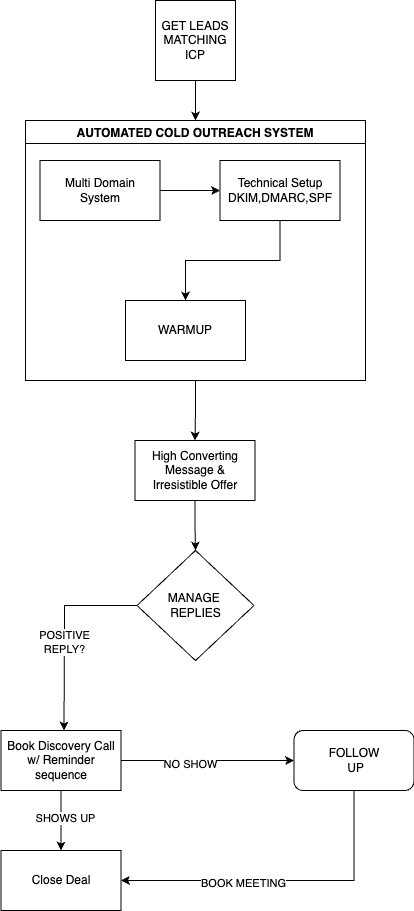 GET LEADS
MATCHING
ICP
AUTOMATED COLD OUTREACH SYSTEM
Multi Domain
System
Technical Setup
DKIM,DMARC,SPF
WARMUP
High Converting
Message &
Irresistible Offer
MANAGE
REPLIES
POSITIVE
REPLY?
Book Discovery Call
w/ Reminder
sequence
NO SHOW
FOLLOW
UP
SHOWS UP
Close Deal
BOOK MEETING